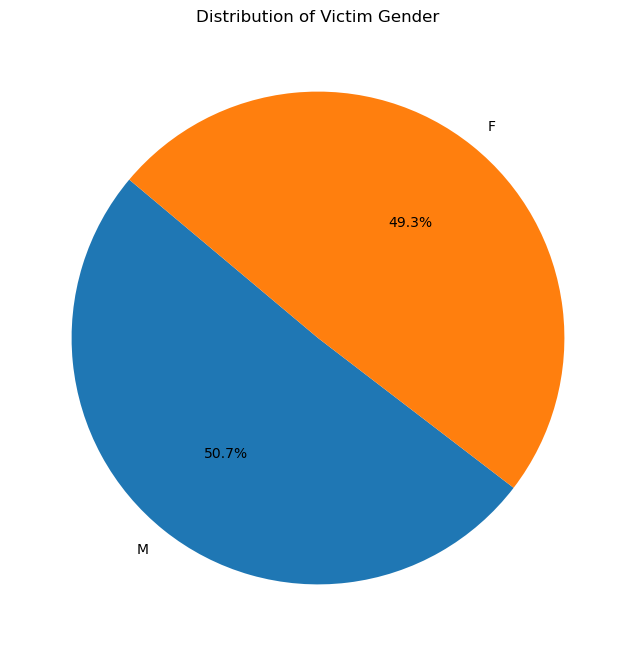 Distribution of Victim Gender
F
49.3%
50.7%
M